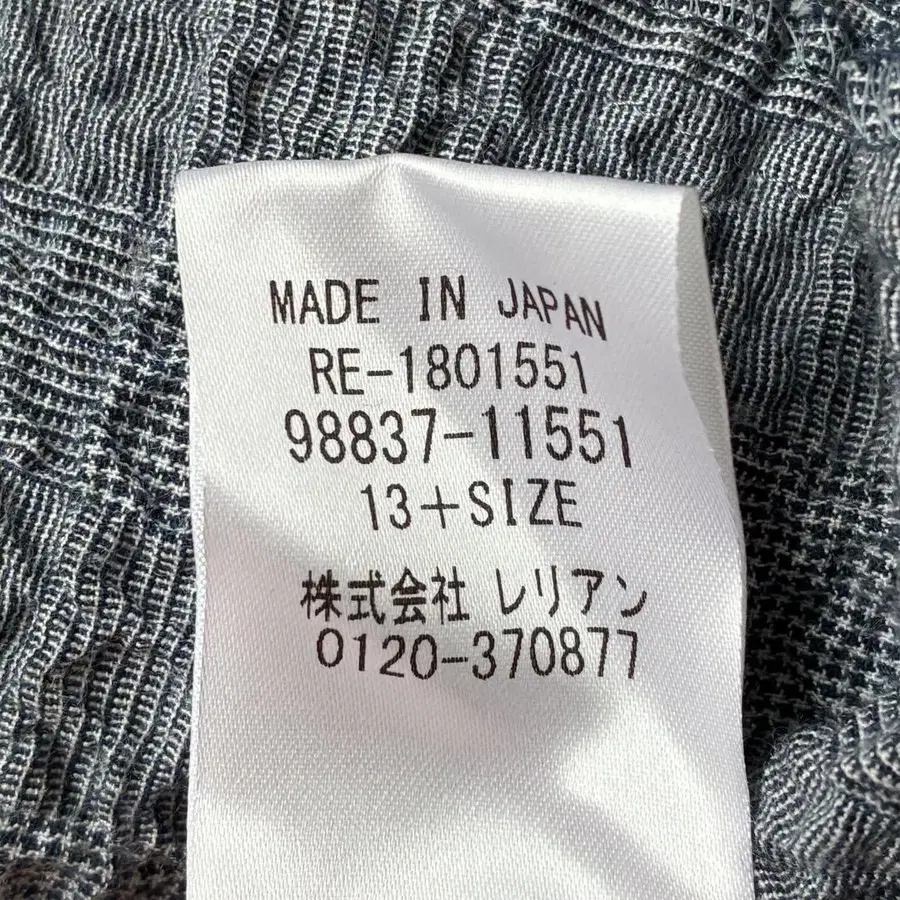 MADE IN JAPAN
RE-1801551
98837-11551
13+SIZE
株式会社 レリアン
0120-370877